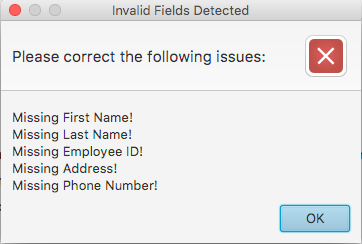 Invalid Fields Detected
Please correct the following issues:
Missing First Name!
Missing Last Name!
Missing Employee ID!
Missing Address!
Missing Phone Number!
OK